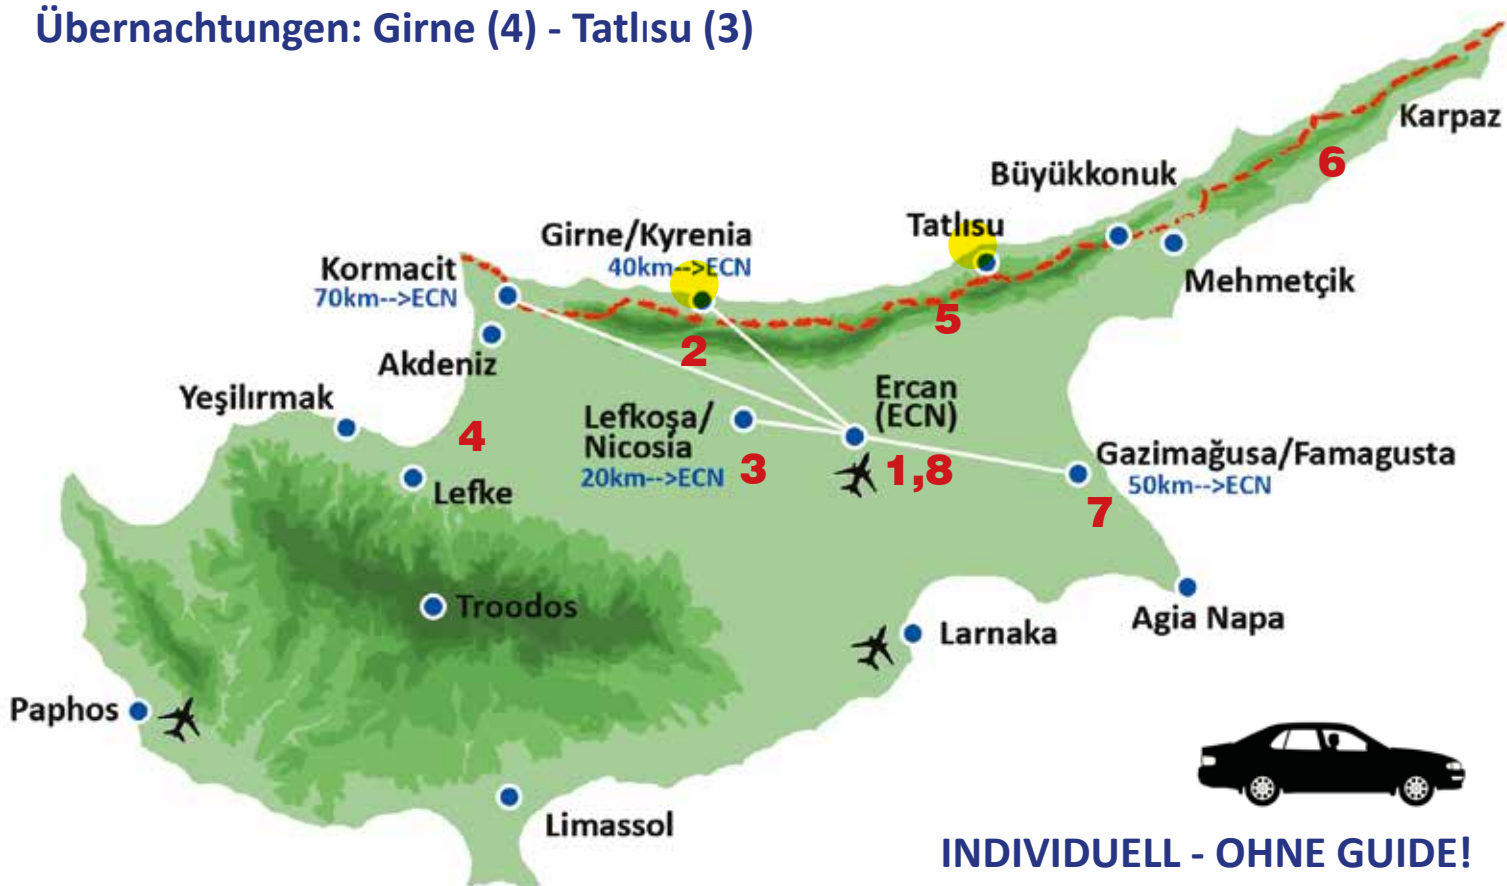 Übernachtungen: Girne (4) - Tatlısu (3)
Karpaz
6
Büyükkonuk
Tatlısu
Girne/Kyrenia
40km-->ECN
Kormacit
70km-->ECN
Mehmetçik
5
2
Akdeniz
Yeşilırmak
Ercan
(ECN)
Lefkoşa/
Nicosia
20km-->ECN
4
3
1,8
Gazimağusa/Famagusta
50km-->ECN
Lefke
7
Troodos
Agia Napa
Larnaka
Paphos
Limassol
INDIVIDUELL - OHNE GUIDE!